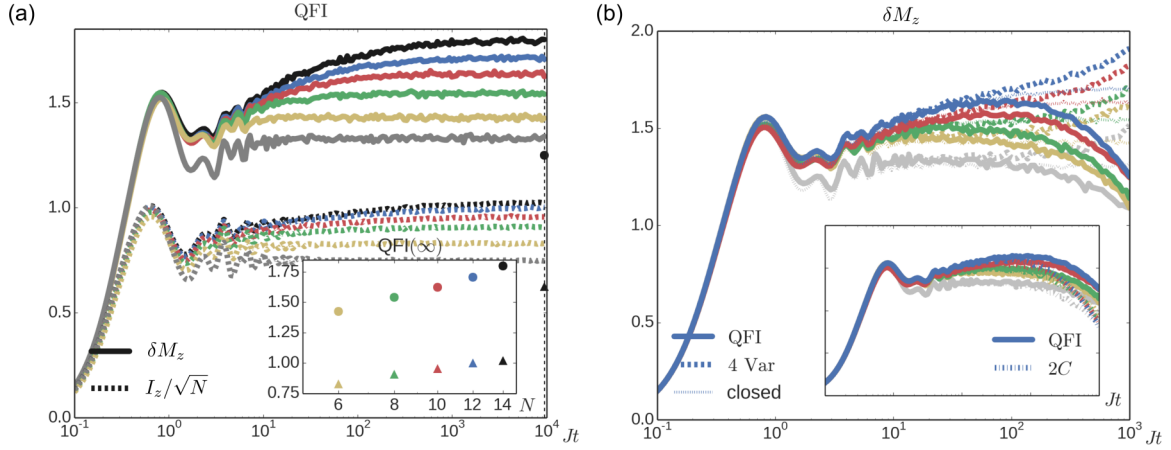 (a)
QFI
1.5
1.0
0.5
0.0
δM_z
I_z/√N
QFI(∞)
1.75
1.50
1.25
1.00
0.75
6 8 10 12 14 N
10^-1 10^0 10^1 10^2 10^3 10^4 Jt
(b)
δM_z
2.0
1.5
1.0
0.5
0.0
QFI
4 Var
closed
QFI
2C
Jt
10^-1 10^0 10^1 10^2 10^3 Jt